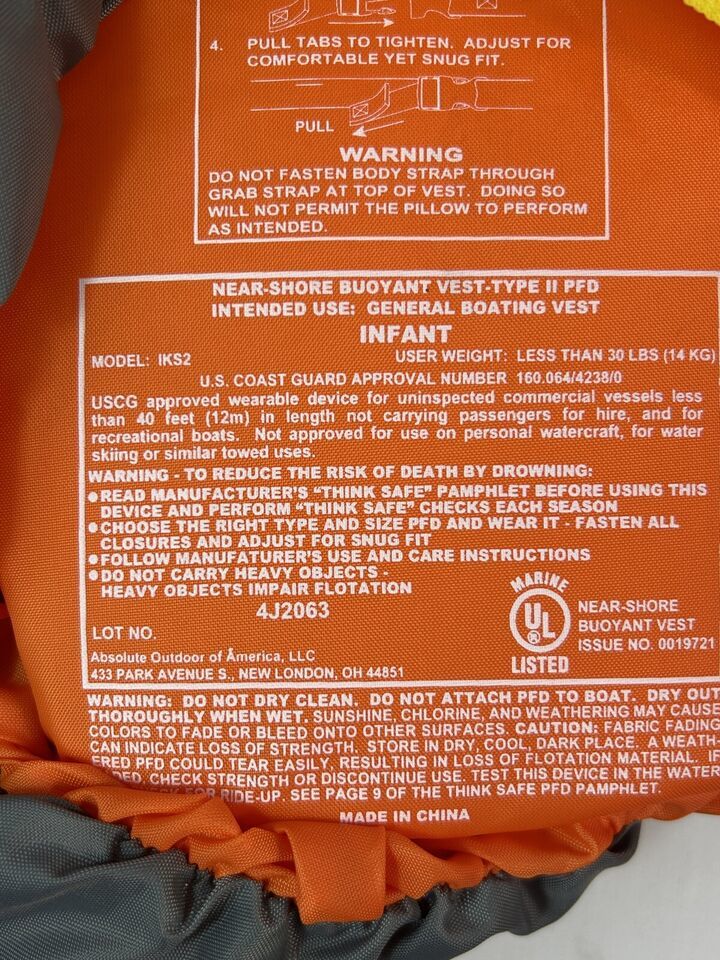 4. PULL TABS TO TIGHTEN. ADJUST FOR
COMFORTABLE YET SNUG FIT.
PULL
WARNING
DO NOT FASTEN BODY STRAP THROUGH
GRAB STRAP AT TOP OF VEST. DOING SO
WILL NOT PERMIT THE PILLOW TO PERFORM
AS INTENDED.
NEAR-SHORE BUOYANT VEST-TYPE II PFD
INTENDED USE: GENERAL BOATING VEST
INFANT
MODEL: IKS2 USER WEIGHT: LESS THAN 30 LBS (14 KG)
U.S. COAST GUARD APPROVAL NUMBER 160.064/4238/0
USCG approved wearable device for uninspected commercial vessels less
than 40 feet (12m) in length not carrying passengers for hire, and for
recreational boats. Not approved for use on personal watercraft, for water
skiing or similar towed uses.
WARNING - TO REDUCE THE RISK OF DEATH BY DROWNING:
•READ MANUFACTURER'S "THINK SAFE" PAMPHLET BEFORE USING THIS
DEVICE AND PERFORM "THINK SAFE" CHECKS EACH SEASON
•CHOOSE THE RIGHT TYPE AND SIZE PFD AND WEAR IT - FASTEN ALL
CLOSURES AND ADJUST FOR SNUG FIT
•FOLLOW MANUFATURER'S USE AND CARE INSTRUCTIONS
•DO NOT CARRY HEAVY OBJECTS -
HEAVY OBJECTS IMPAIR FLOTATION
4J2063
LOT NO.
Absolute Outdoor of America, LLC
433 PARK AVENUE S., NEW LONDON, OH 44851
MARINE
UL
®
LISTED
NEAR-SHORE
BUOYANT VEST
ISSUE NO. 0019721
WARNING: DO NOT DRY CLEAN. DO NOT ATTACH PFD TO BOAT. DRY OUT
THOROUGHLY WHEN WET. SUNSHINE, CHLORINE, AND WEATHERING MAY CAUSE
COLORS TO FADE OR BLEED ONTO OTHER SURFACES. CAUTION: FABRIC FADING
CAN INDICATE LOSS OF STRENGTH. STORE IN DRY, COOL, DARK PLACE. A WEATH-
ERED PFD COULD TEAR EASILY, RESULTING IN LOSS OF FLOTATION MATERIAL. IF
CHECK STRENGTH OR DISCONTINUE USE. TEST THIS DEVICE IN THE WATER
FOR RIDE-UP. SEE PAGE 9 OF THE THINK SAFE PFD PAMPHLET.
MADE IN CHINA